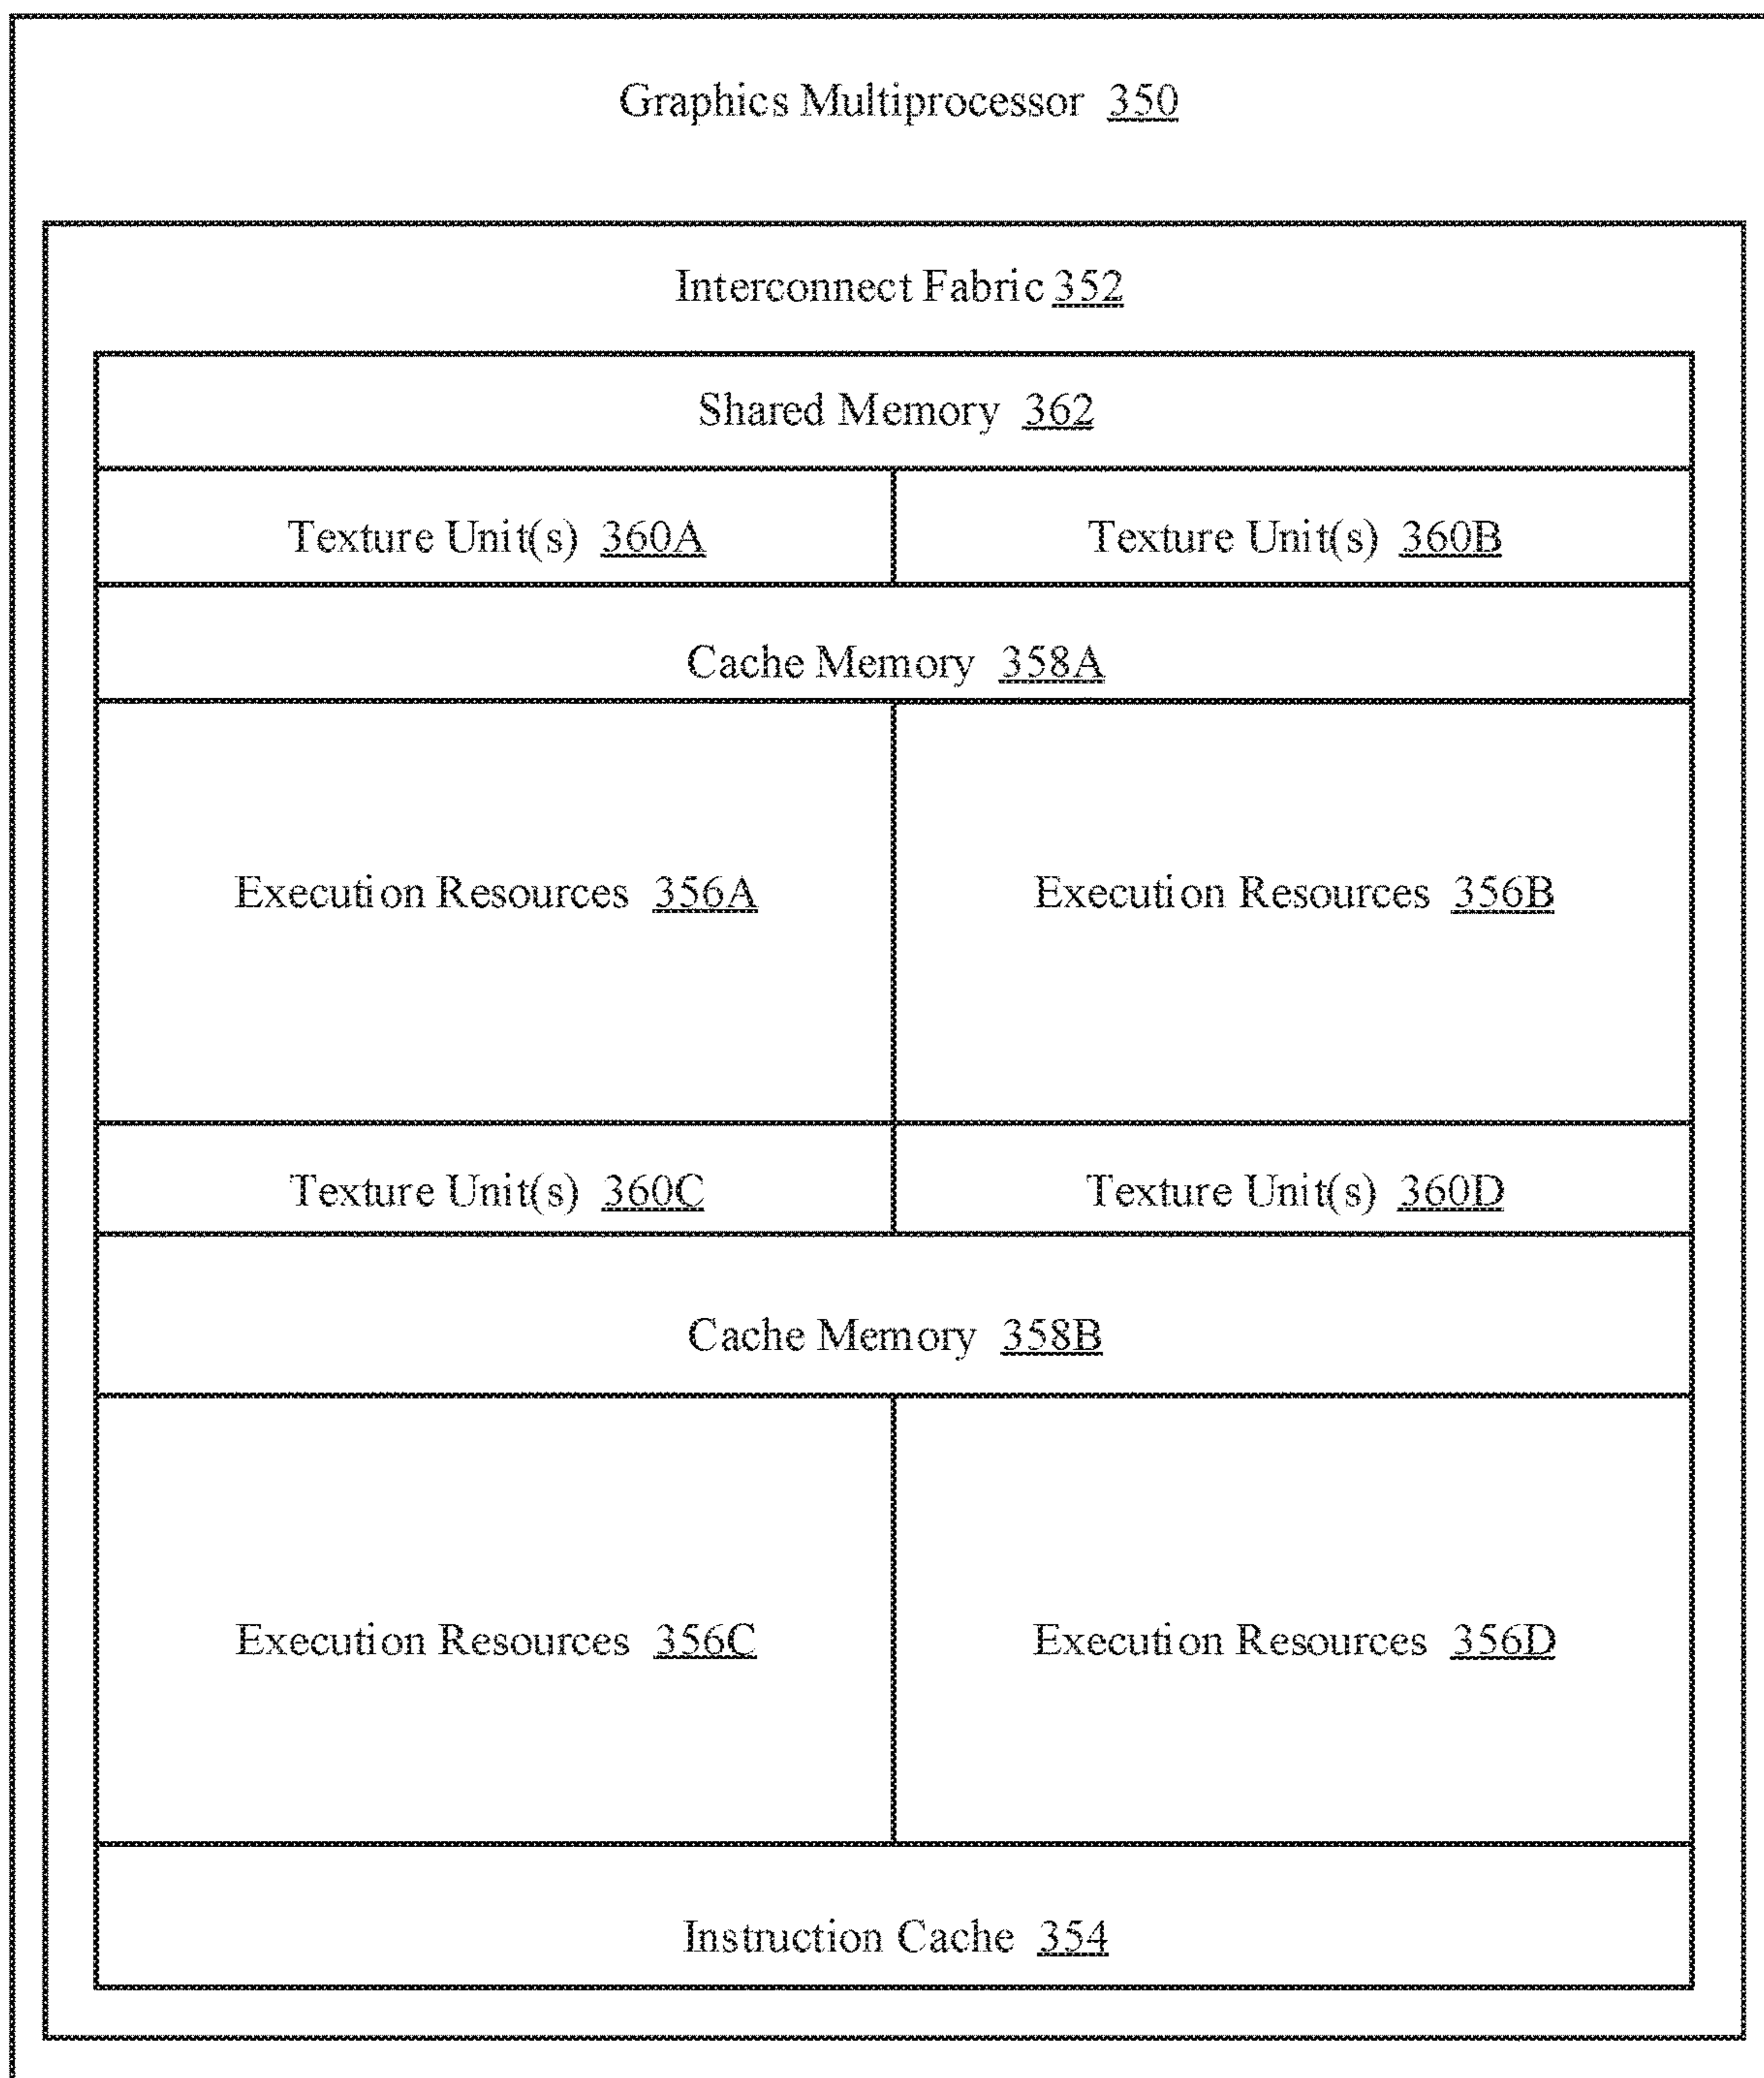 Graphics Multiprocessor 350
Interconnect Fabric 352
Shared Memory 362
Texture Unit(s) 360A
Texture Unit(s) 360B
Cache Memory 358A
Execution Resources 356A
Execution Resources 356B
Texture Unit(s) 360C
Texture Unit(s) 360D
Cache Memory 358B
Execution Resources 356C
Execution Resources 356D
Instruction Cache 354